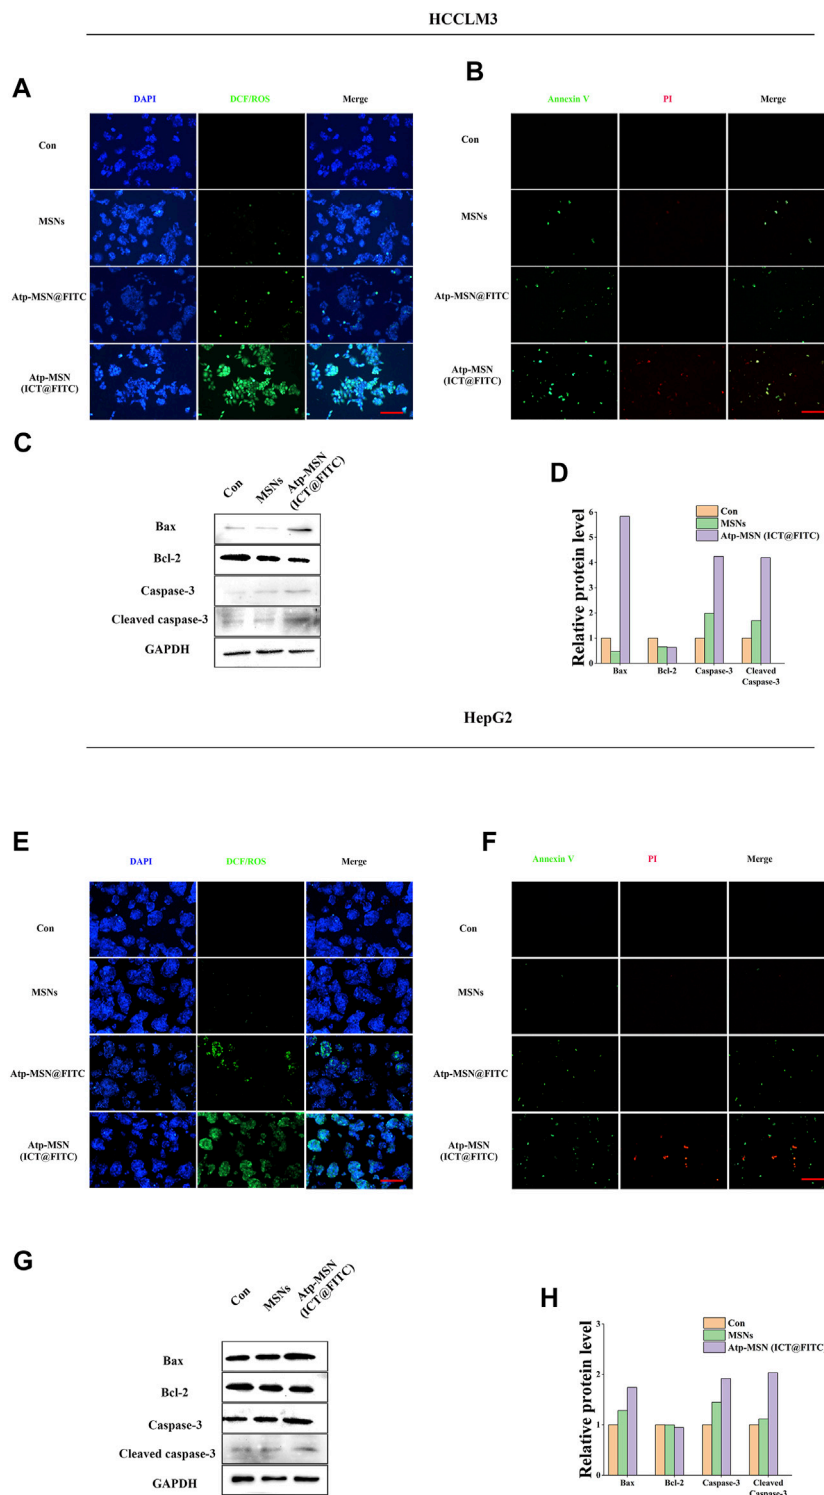 HCCLM3
A
DAPI DCF/ROS Merge
Con
MSNs
Atp-MSN@FITC
Atp-MSN
(ICT@FITC)
B
Annexin V PI Merge
Con
MSNs
Atp-MSN@FITC
Atp-MSN
(ICT@FITC)
C
Con MSNs Atp-MSN
(ICT@FITC)
Bax
Bcl-2
Caspase-3
Cleaved caspase-3
GAPDH
D
Relative protein level
6
5
4
3
2
1
0
Con
MSNs
Atp-MSN (ICT@FITC)
Bax Bcl-2 Caspase-3 Cleaved
Caspase-3
HepG2
E
DAPI DCF/ROS Merge
Con
MSNs
Atp-MSN@FITC
Atp-MSN
(ICT@FITC)
F
Annexin V PI Merge
Con
MSNs
Atp-MSN@FITC
Atp-MSN
(ICT@FITC)
G
Con MSNs Atp-MSN
(ICT@FITC)
Bax
Bcl-2
Caspase-3
Cleaved caspase-3
GAPDH
H
Relative protein level
3
2
1
0
Con
MSNs
Atp-MSN (ICT@FITC)
Bax Bcl-2 Caspase-3 Cleaved
Caspase-3